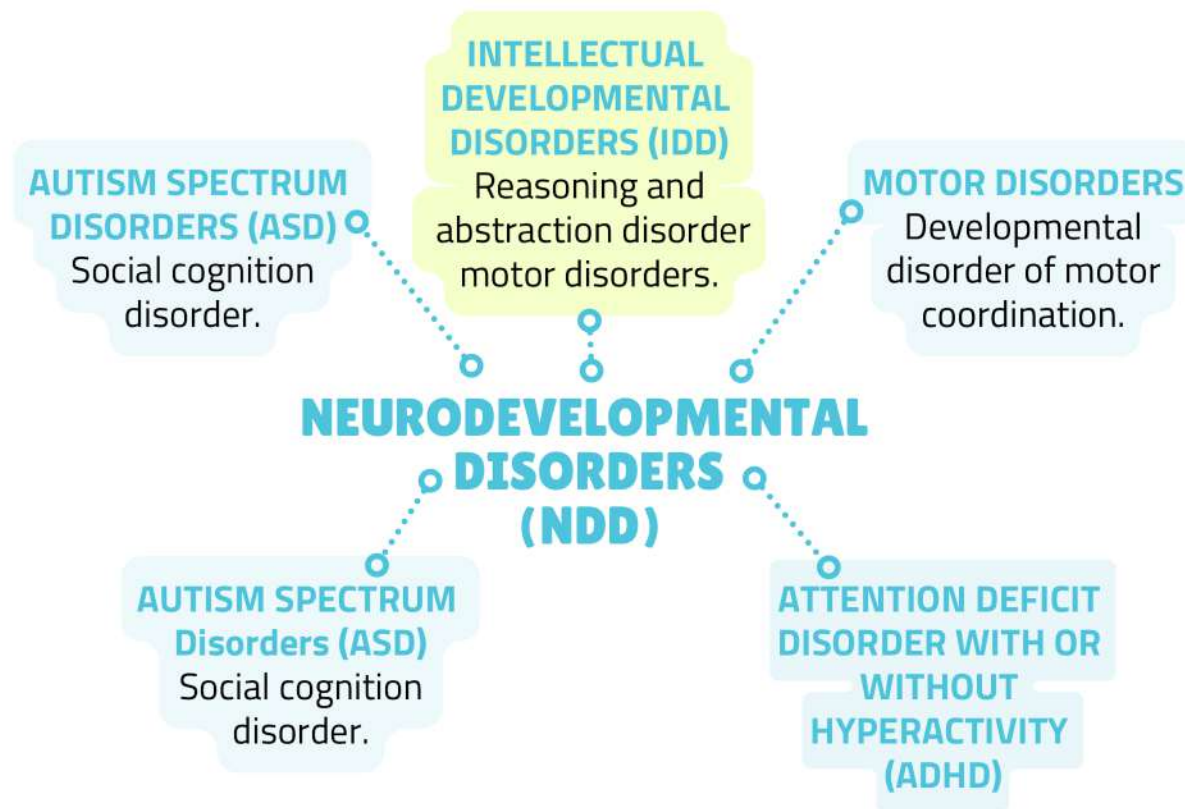 INTELLECTUAL
DEVELOPMENTAL
DISORDERS (IDD)
Reasoning and
abstraction disorder
motor disorders.
AUTISM SPECTRUM
DISORDERS (ASD)
Social cognition
disorder.
MOTOR DISORDERS
Developmental
disorder of motor
coordination.
NEURODEVELOPMENTAL
DISORDERS
(NDD)
AUTISM SPECTRUM
Disorders (ASD)
Social cognition
disorder.
ATTENTION DEFICIT
DISORDER WITH OR
WITHOUT
HYPERACTIVITY
(ADHD)